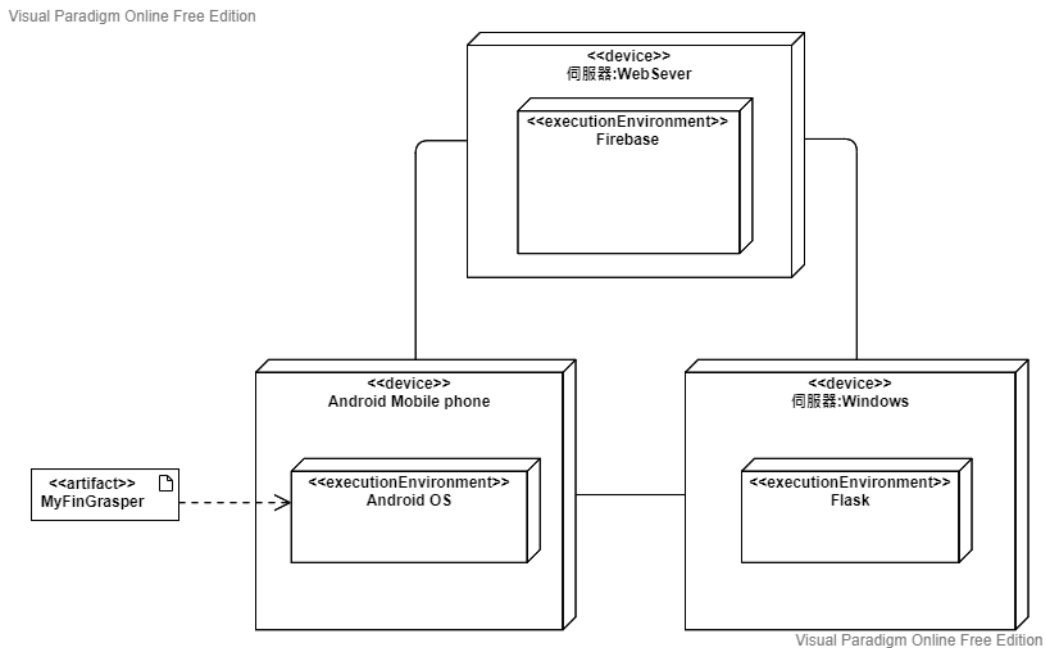 Visual Paradigm Online Free Edition
<<device>>
伺服器:WebSever
<<executionEnvironment>>
Firebase
<<device>>
Android Mobile phone
<<device>>
伺服器:Windows
<<artifact>>
MyFinGrasper
<<executionEnvironment>>
Android OS
<<executionEnvironment>>
Flask
Visual Paradigm Online Free Edition